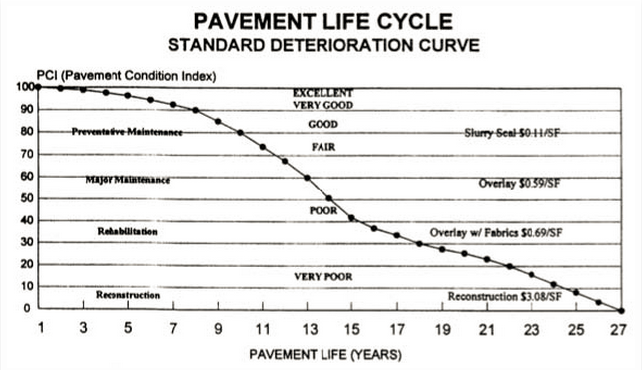 PAVEMENT LIFE CYCLE
STANDARD DETERIORATION CURVE
PCI (Pavement Condition Index)
100
EXCELLENT
90
VERY GOOD
GOOD
80
Preventative Maintenance
Slurry Seal $0.11/SF
70
FAIR
60
Major Maintenance
Overlay $0.59/SF
50
POOR
40
Rehabilitation
Overlay w/ Fabrics $0.69/SF
30
20
VERY POOR
10
Reconstruction
Reconstruction $3.08/SF
0
1 3 5 7 9 11 13 15 17 19 21 23 25 27
PAVEMENT LIFE (YEARS)